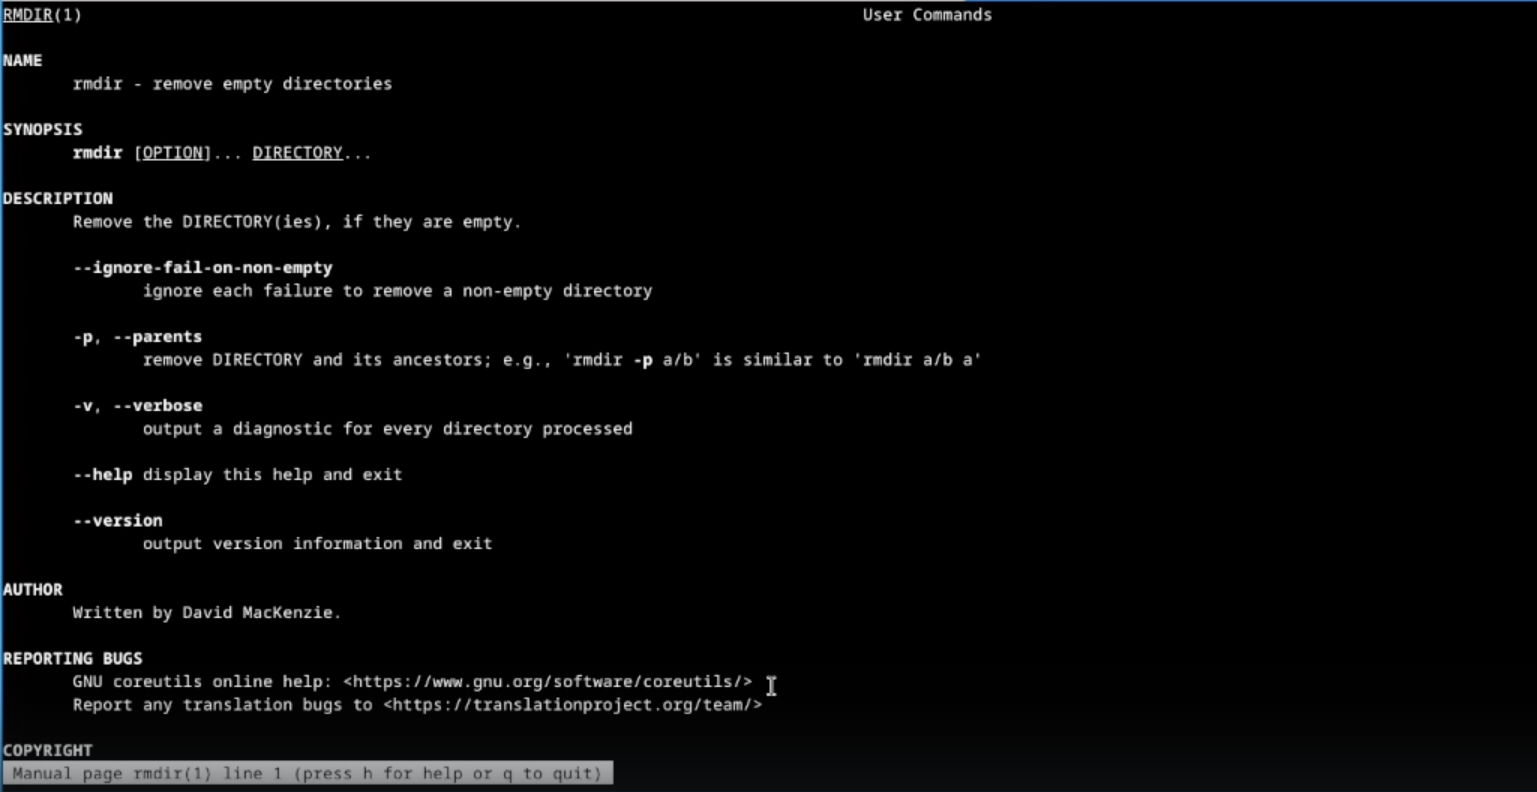 RMDIR(1) User Commands
NAME
rmdir - remove empty directories
SYNOPSIS
rmdir [OPTION]... DIRECTORY...
DESCRIPTION
Remove the DIRECTORY(ies), if they are empty.
--ignore-fail-on-non-empty
ignore each failure to remove a non-empty directory
-p, --parents
remove DIRECTORY and its ancestors; e.g., 'rmdir -p a/b' is similar to 'rmdir a/b a'
-v, --verbose
output a diagnostic for every directory processed
--help display this help and exit
--version
output version information and exit
AUTHOR
Written by David MacKenzie.
REPORTING BUGS
GNU coreutils online help: <https://www.gnu.org/software/coreutils/>
Report any translation bugs to <https://translationproject.org/team/>
COPYRIGHT
Manual page rmdir(1) line 1 (press h for help or q to quit)